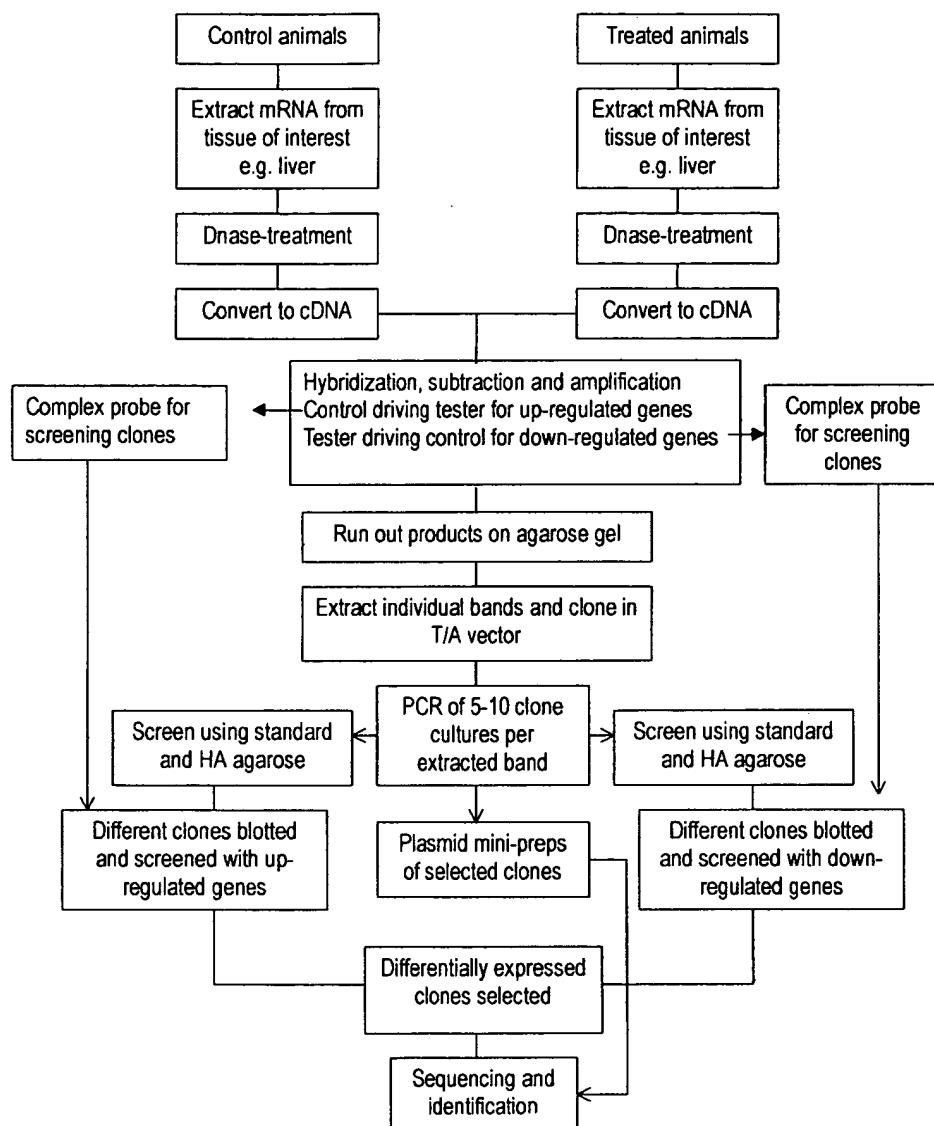 Control animals
Treated animals
Extract mRNA from
tissue of interest
e.g. liver
Extract mRNA from
tissue of interest
e.g. liver
Dnase-treatment
Dnase-treatment
Convert to cDNA
Convert to cDNA
Complex probe for
screening clones
Hybridization, subtraction and amplification
Control driving tester for up-regulated genes
Tester driving control for down-regulated genes
Complex probe
for screening
clones
Run out products on agarose gel
Extract individual bands and clone in
T/A vector
Screen using standard
and HA agarose
PCR of 5-10 clone
cultures per
extracted band
Screen using standard
and HA agarose
Different clones blotted
and screened with up-
regulated genes
Plasmid mini-preps
of selected clones
Different clones blotted
and screened with down-
regulated genes
Differentially expressed
clones selected
Sequencing and
identification